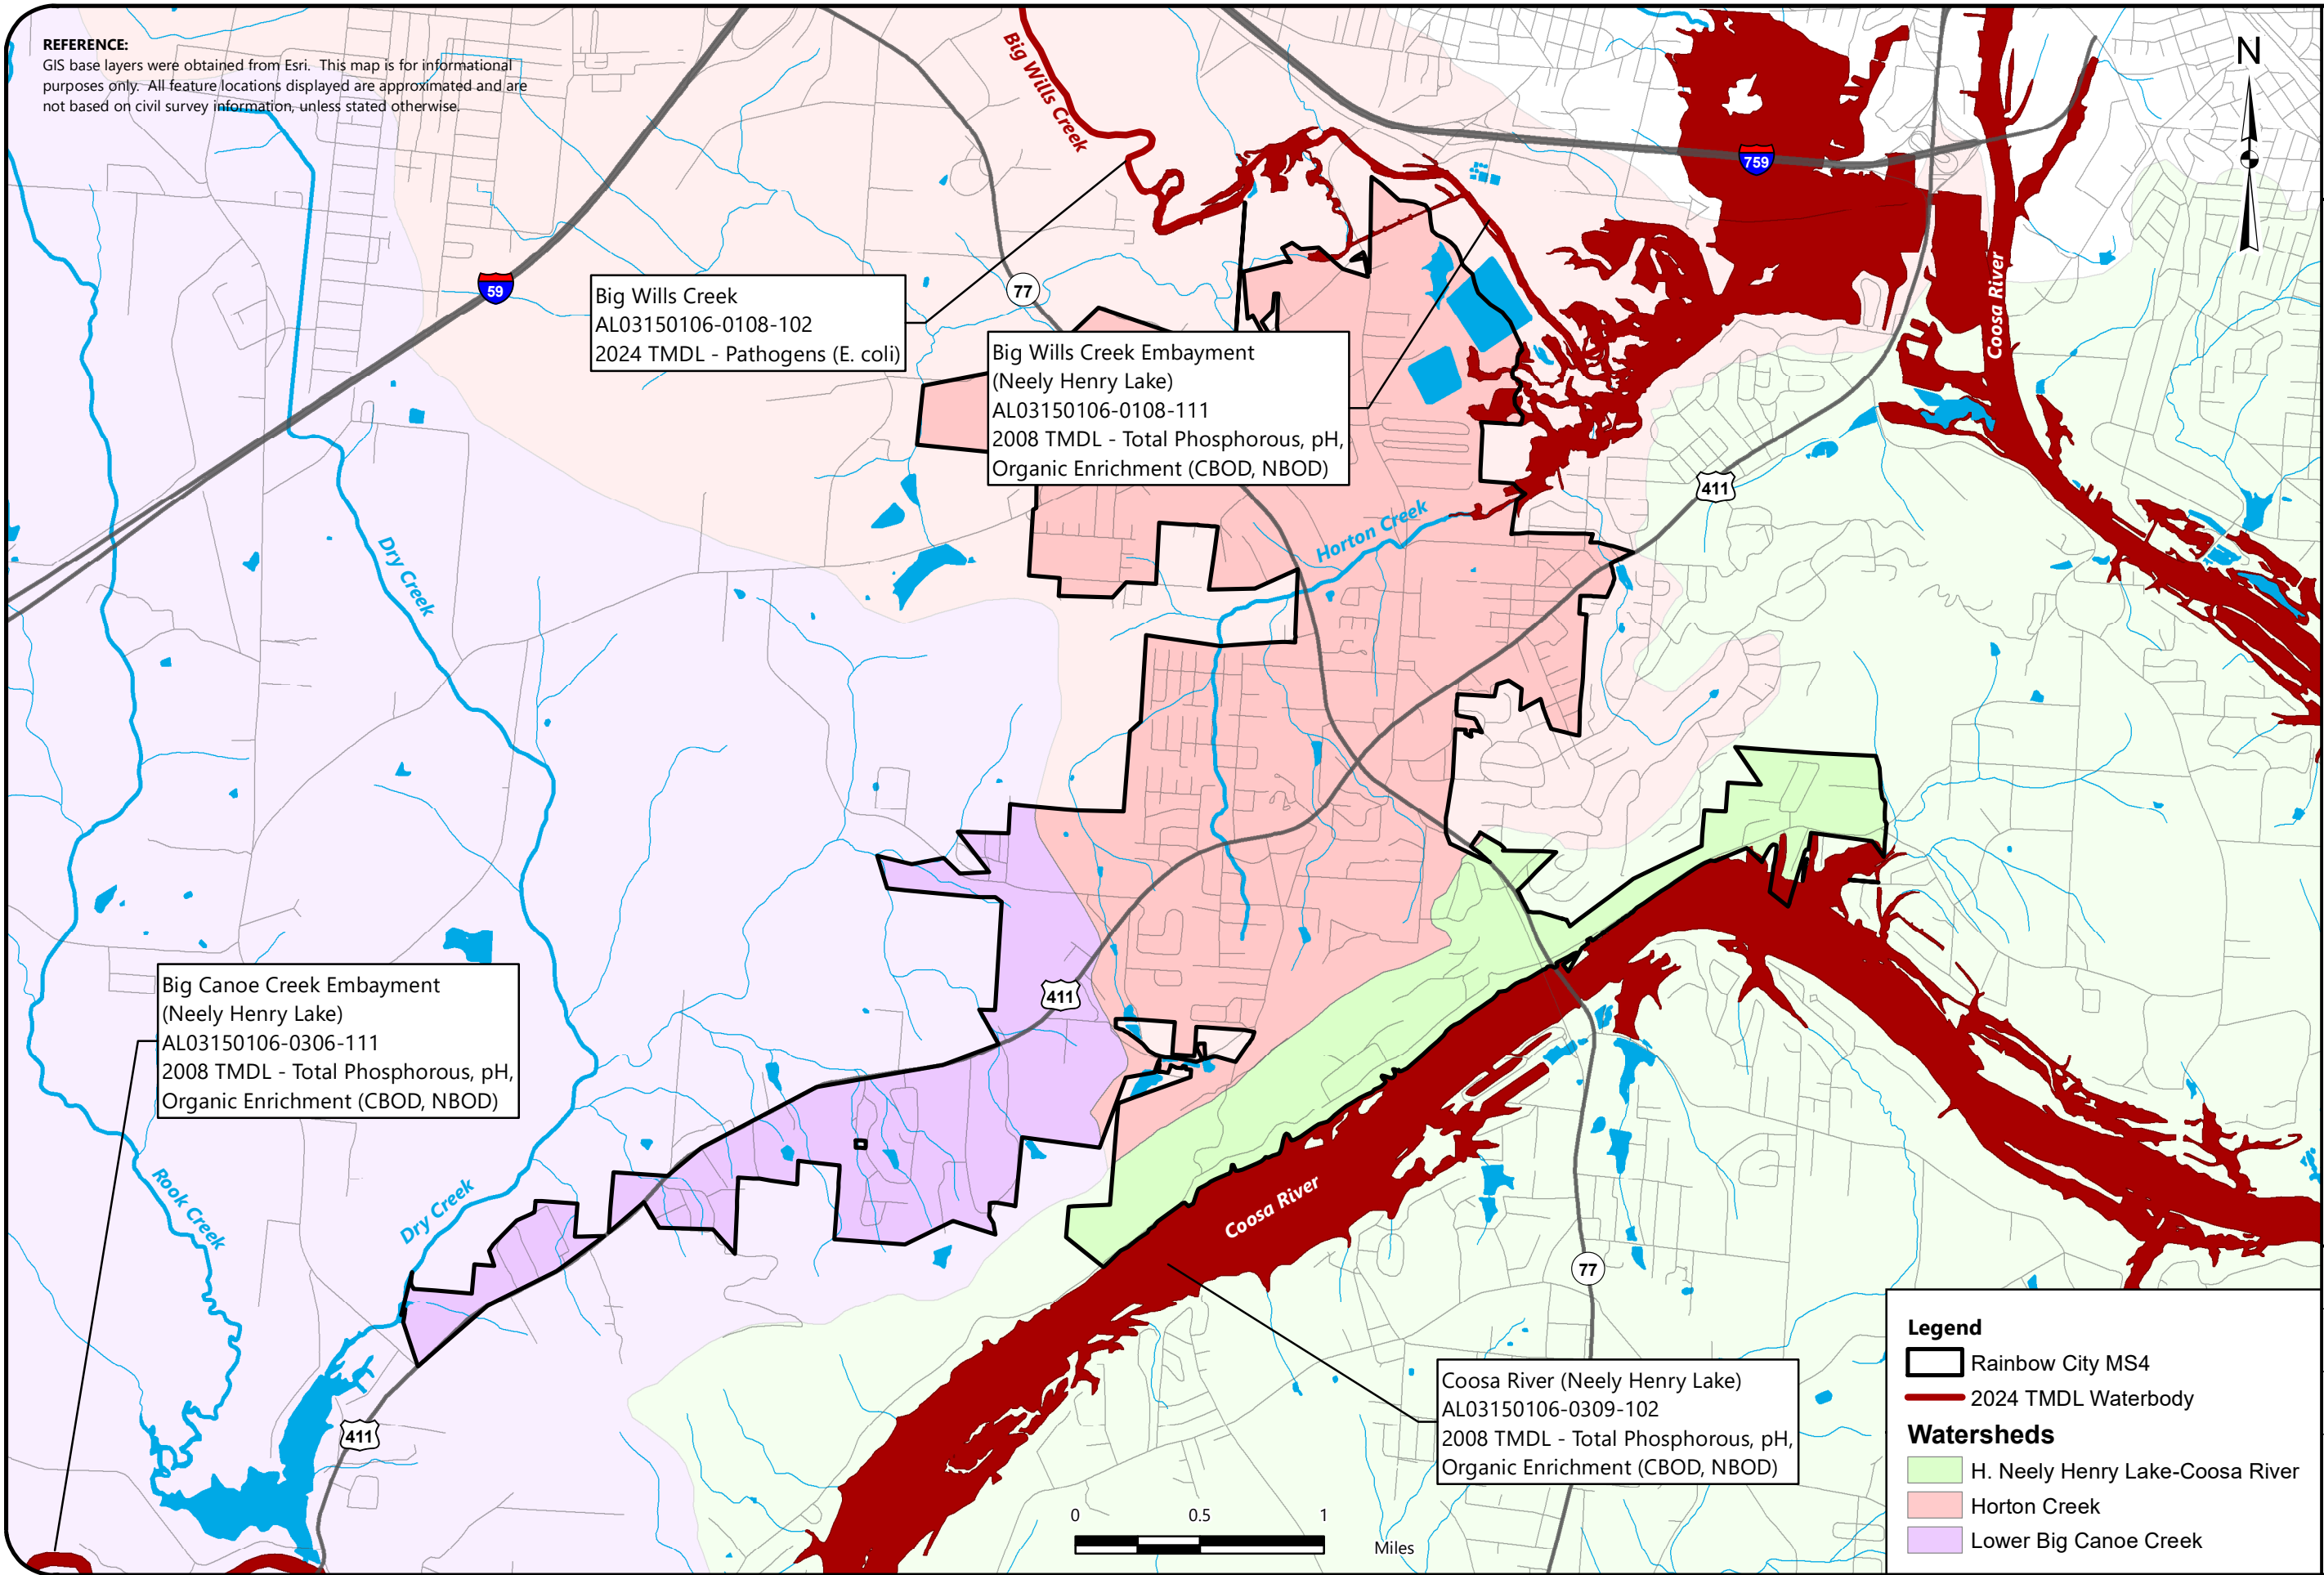 REFERENCE:
GIS base layers were obtained from Esri. This map is for informational
purposes only. All feature locations displayed are approximated and are
not based on civil survey information, unless stated otherwise.
N
Big Wills Creek
759
59
77
Coosa River
Big Wills Creek
AL03150106-0108-102
2024 TMDL - Pathogens (E. coli)
Big Wills Creek Embayment
(Neely Henry Lake)
AL03150106-0108-111
2008 TMDL - Total Phosphorous, pH,
Organic Enrichment (CBOD, NBOD)
411
Horton Creek
Dry Creek
411
Big Canoe Creek Embayment
(Neely Henry Lake)
AL03150106-0306-111
2008 TMDL - Total Phosphorous, pH,
Organic Enrichment (CBOD, NBOD)
Rook Creek
Dry Creek
Coosa River
77
411
Coosa River (Neely Henry Lake)
AL03150106-0309-102
2008 TMDL - Total Phosphorous, pH,
Organic Enrichment (CBOD, NBOD)
0 0.5 1
Miles
Legend
Rainbow City MS4
2024 TMDL Waterbody
Watersheds
H. Neely Henry Lake-Coosa River
Horton Creek
Lower Big Canoe Creek